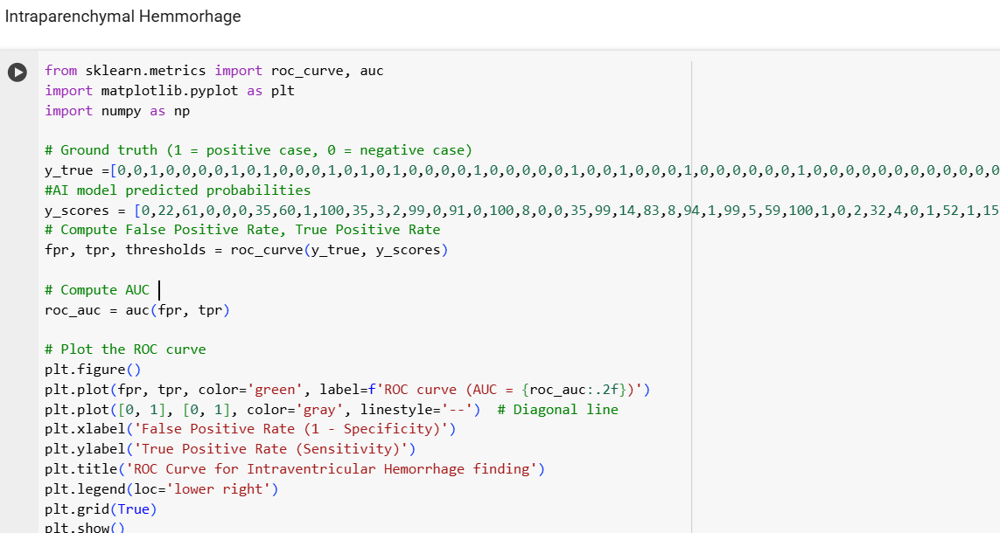 Intraparenchymal Hemmorhage
from sklearn.metrics import roc_curve, auc
import matplotlib.pyplot as plt
import numpy as np
# Ground truth (1 = positive case, 0 = negative case)
y_true =[0,0,1,0,0,0,0,1,0,1,0,0,0,1,0,1,0,1,0,0,0,0,1,0,0,0,0,0,1,0,0,1,0,0,0,1,0,0,0,0,0,0,1,0,0,0,0,0,0,0,0,0,0,0,0
#AI model predicted probabilities
y_scores = [0,22,61,0,0,0,35,60,1,100,35,3,2,99,0,91,0,100,8,0,0,35,99,14,83,8,94,1,99,5,59,100,1,0,2,32,4,0,1,52,1,15
# Compute False Positive Rate, True Positive Rate
fpr, tpr, thresholds = roc_curve(y_true, y_scores)
# Compute AUC
roc_auc = auc(fpr, tpr)
# Plot the ROC curve
plt.figure()
plt.plot(fpr, tpr, color='green', label=f'ROC curve (AUC = {roc_auc:.2f})')
plt.plot([0, 1], [0, 1], color='gray', linestyle='--')  # Diagonal line
plt.xlabel('False Positive Rate (1 - Specificity)')
plt.ylabel('True Positive Rate (Sensitivity)')
plt.title('ROC Curve for Intraventricular Hemorrhage finding')
plt.legend(loc='lower right')
plt.grid(True)
plt.show()